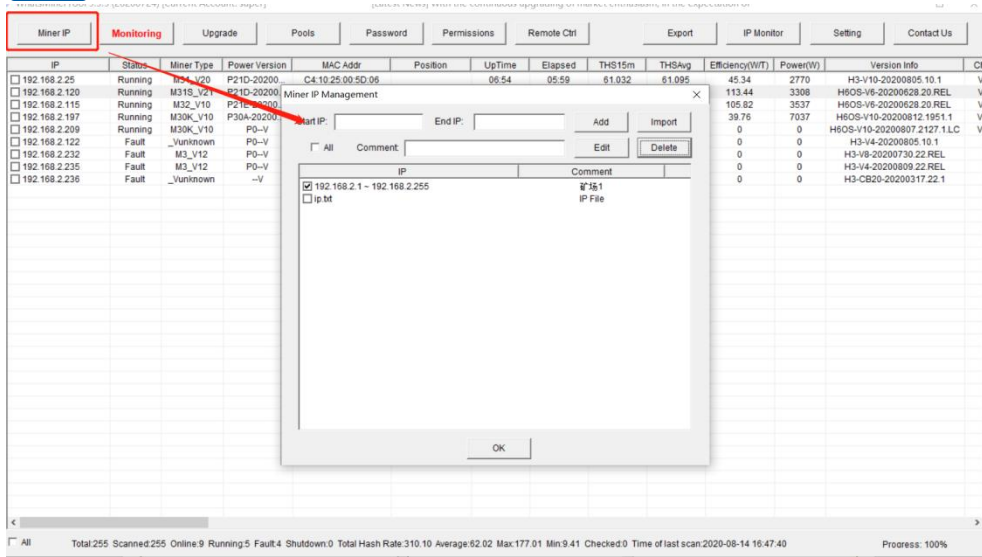 Miner IP Monitoring Upgrade Pools Password Permissions Remote Ctrl Export IP Monitor Setting Contact Us
IP Status Miner Type Power Version MAC Addr Position UpTime Elapsed THS15m THSAvg Efficiency(W/T) Power(W) Version Info
192.168.2.25 Running M31_V20 P21D-20200... C4:10:25:00:5D:06 06:54 05:59 61.032 61.095 45.34 2770 H3-V10-20200805.10.1 V
192.168.2.120 Running M31S_V21 P21D-20200 113.44 3308 H6OS-V6-20200628.20.REL V
192.168.2.115 Running M32_V10 105.82 3537 H6OS-V6-20200628.20.REL V
192.168.2.197 Running M30K_V10 P30A-20200. 39.76 7037 H6OS-V10-20200812.1951.1 V
192.168.2.209 Running M30K_V10 P0--V 0 0 H6OS-V10-20200807.2127.1.LC V
192.168.2.122 Fault _Vunknown P0--V 0 0 H3-V4-20200805.10.1
192.168.2.232 Fault M3_V12 P0--V 0 0 H3-V8-20200730.22.REL
192.168.2.235 Fault M3_V12 P0--V 0 0 H3-V4-20200809.22.REL
192.168.2.236 Fault _Vunknown --V 0 0 H3-CB20-20200317.22.1
Miner IP Management
IP: End IP: Add Import
All Comment Edit Delete
IP Comment
192.168.2.1 ~ 192.168.2.255 矿场1
ip.txt IP File
OK
All Total:255 Scanned:255 Online:9 Running:5 Fault:4 Shutdown:0 Total Hash Rate:310.10 Average:62.02 Max:177.01 Min:9.41 Checked:0 Time of last scan:2020-08-14 16:47:40 Progress: 100%